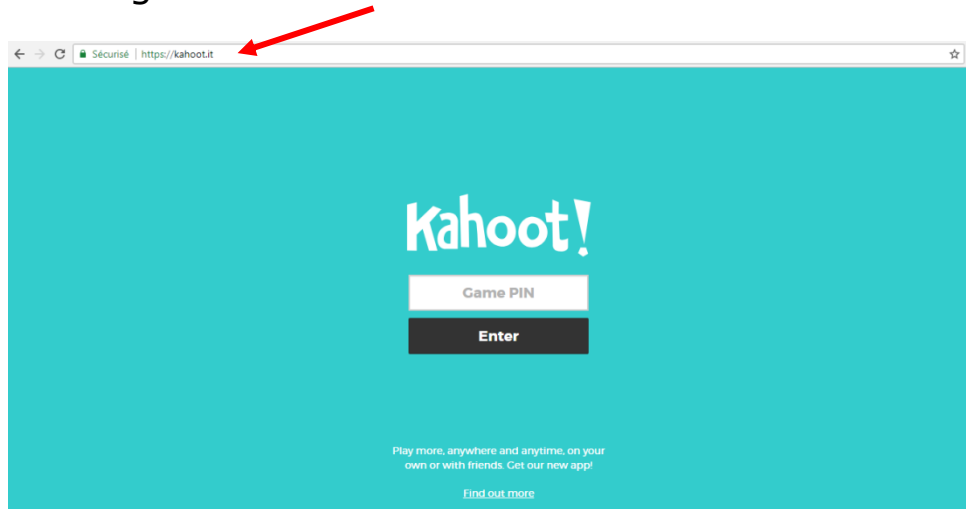 Sécurisé | https://kahoot.it
Kahoot!
Game PIN
Enter
Play more, anywhere and anytime, on your
own or with friends. Get our new app!
Find out more